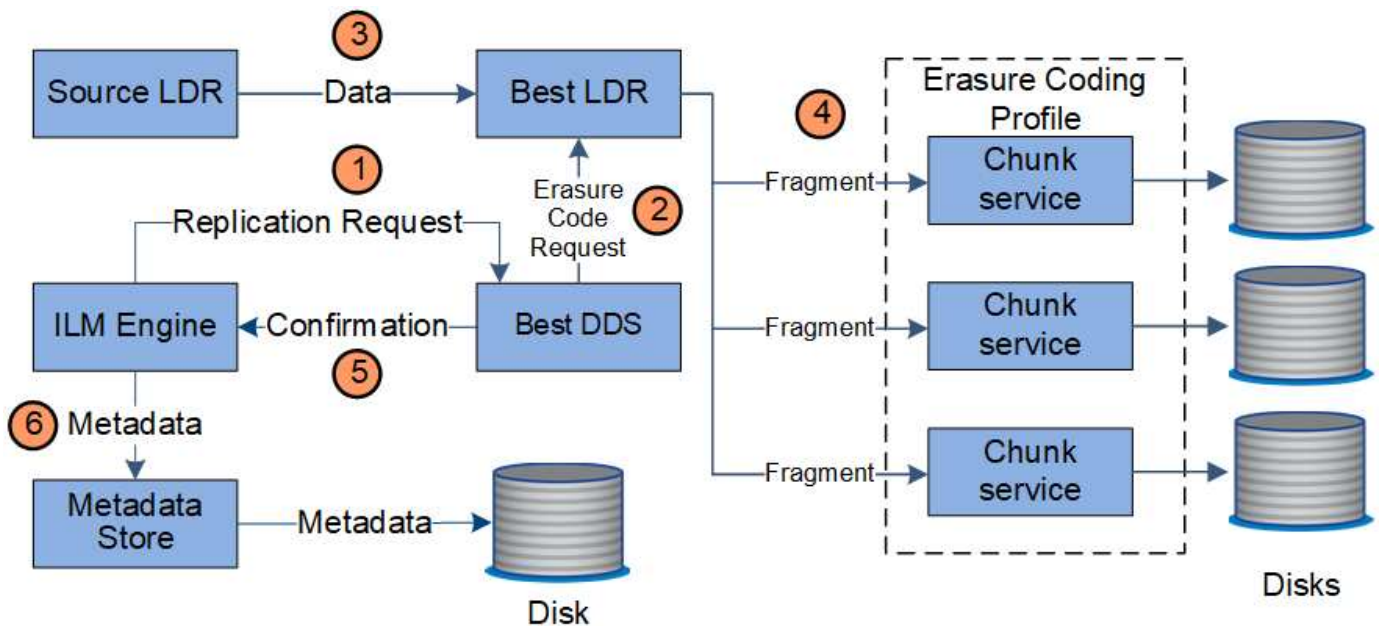 3
Source LDR
Data
Best LDR
1
Replication Request
Erasure
Code
Request
2
4
Erasure Coding
Profile
Fragment
Chunk
service
ILM Engine
Confirmation
Best DDS
5
Fragment
Chunk
service
6
Metadata
Metadata
Store
Metadata
Disk
Fragment
Chunk
service
Disks